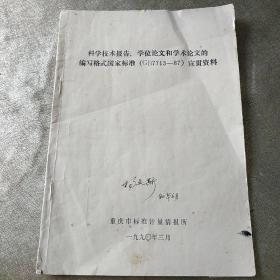 科学技术报告、学位论文和学术论文的
编写格式国家标准（GB7713—87）宣贯资料
重庆市标准计量情报所
一九九〇年三月